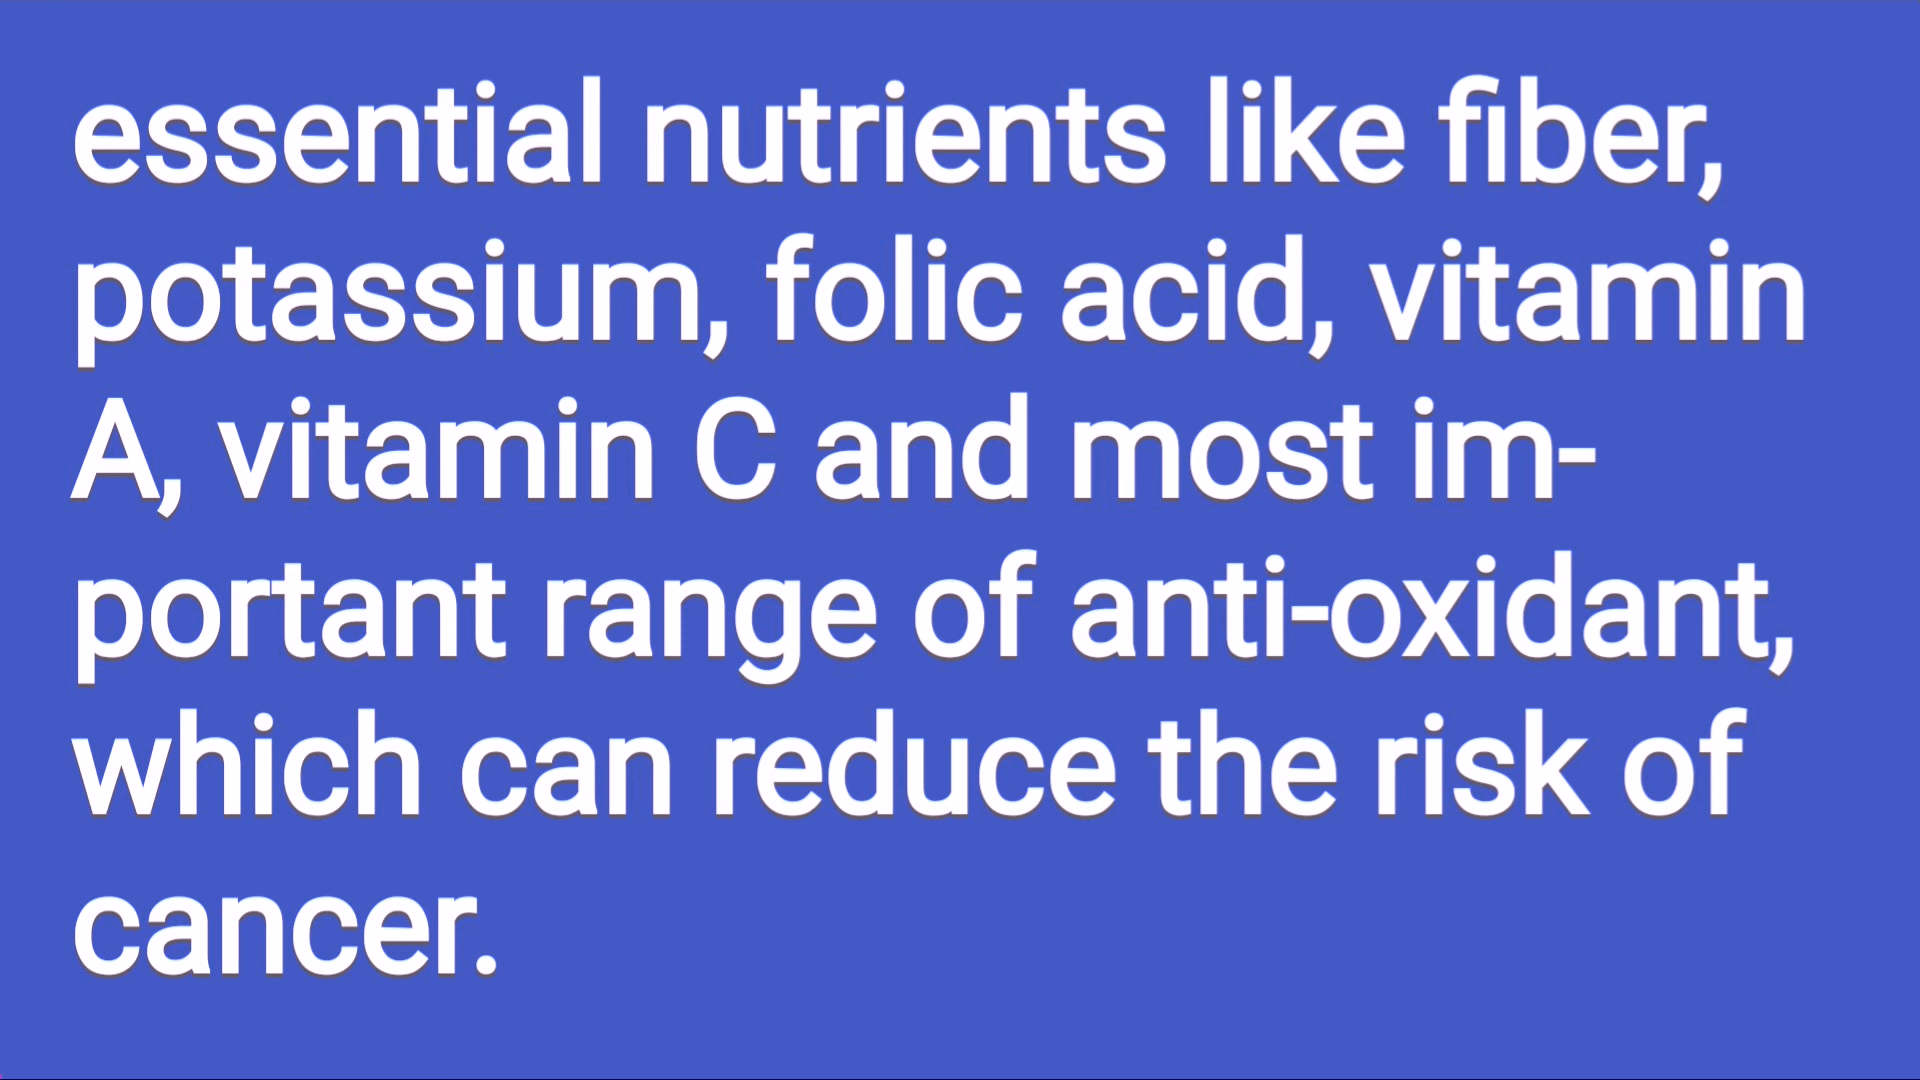 essential nutrients like fiber,
potassium, folic acid, vitamin
A, vitamin C and most im-
portant range of anti-oxidant,
which can reduce the risk of
cancer.